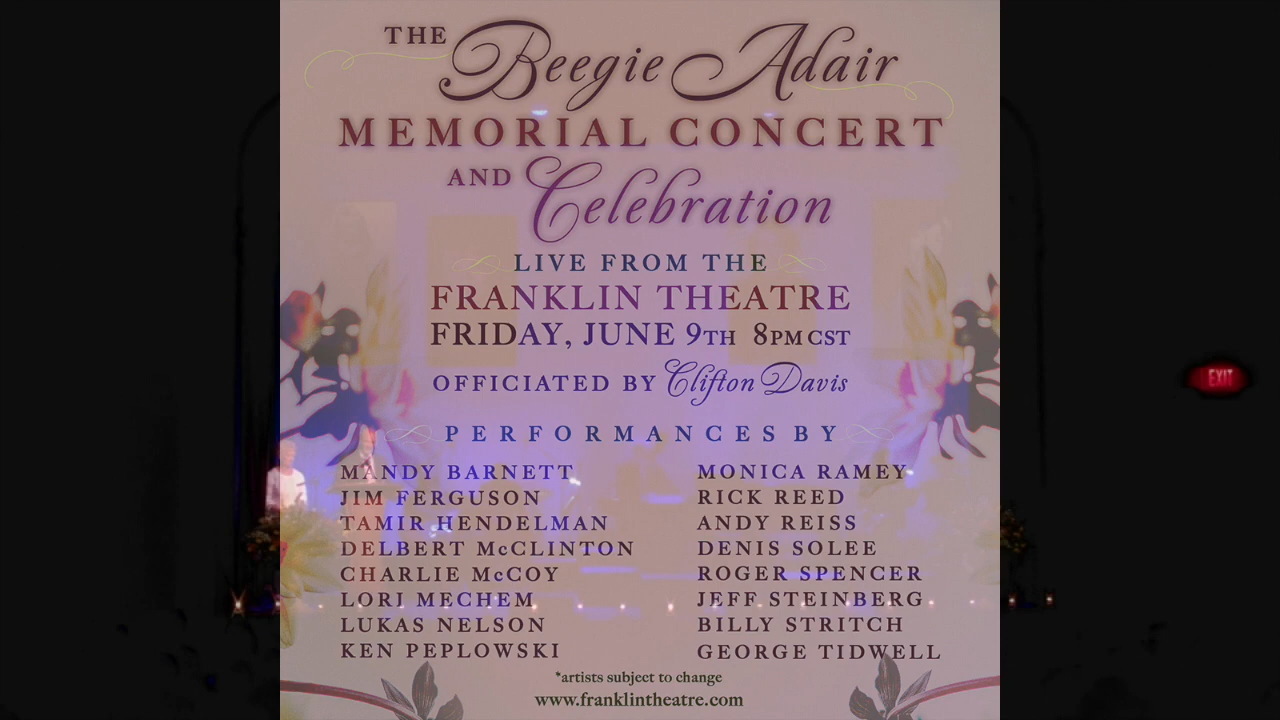 THE Beegie Adair
MEMORIAL CONCERT
AND Celebration
LIVE FROM THE
FRANKLIN THEATRE
FRIDAY, JUNE 9TH 8PM CST
OFFICIATED BY Clifton Davis
PERFORMANCES BY
MANDY BARNETT
JIM FERGUSON
TAMIR HENDELMAN
DELBERT McCLINTON
CHARLIE McCOY
LORI MECHEM
LUKAS NELSON
KEN PEPLOWSKI
MONICA RAMEY
RICK REED
ANDY REISS
DENIS SOLEE
ROGER SPENCER
JEFF STEINBERG
BILLY STRITCH
GEORGE TIDWELL
*artists subject to change
www.franklintheatre.com
EXIT